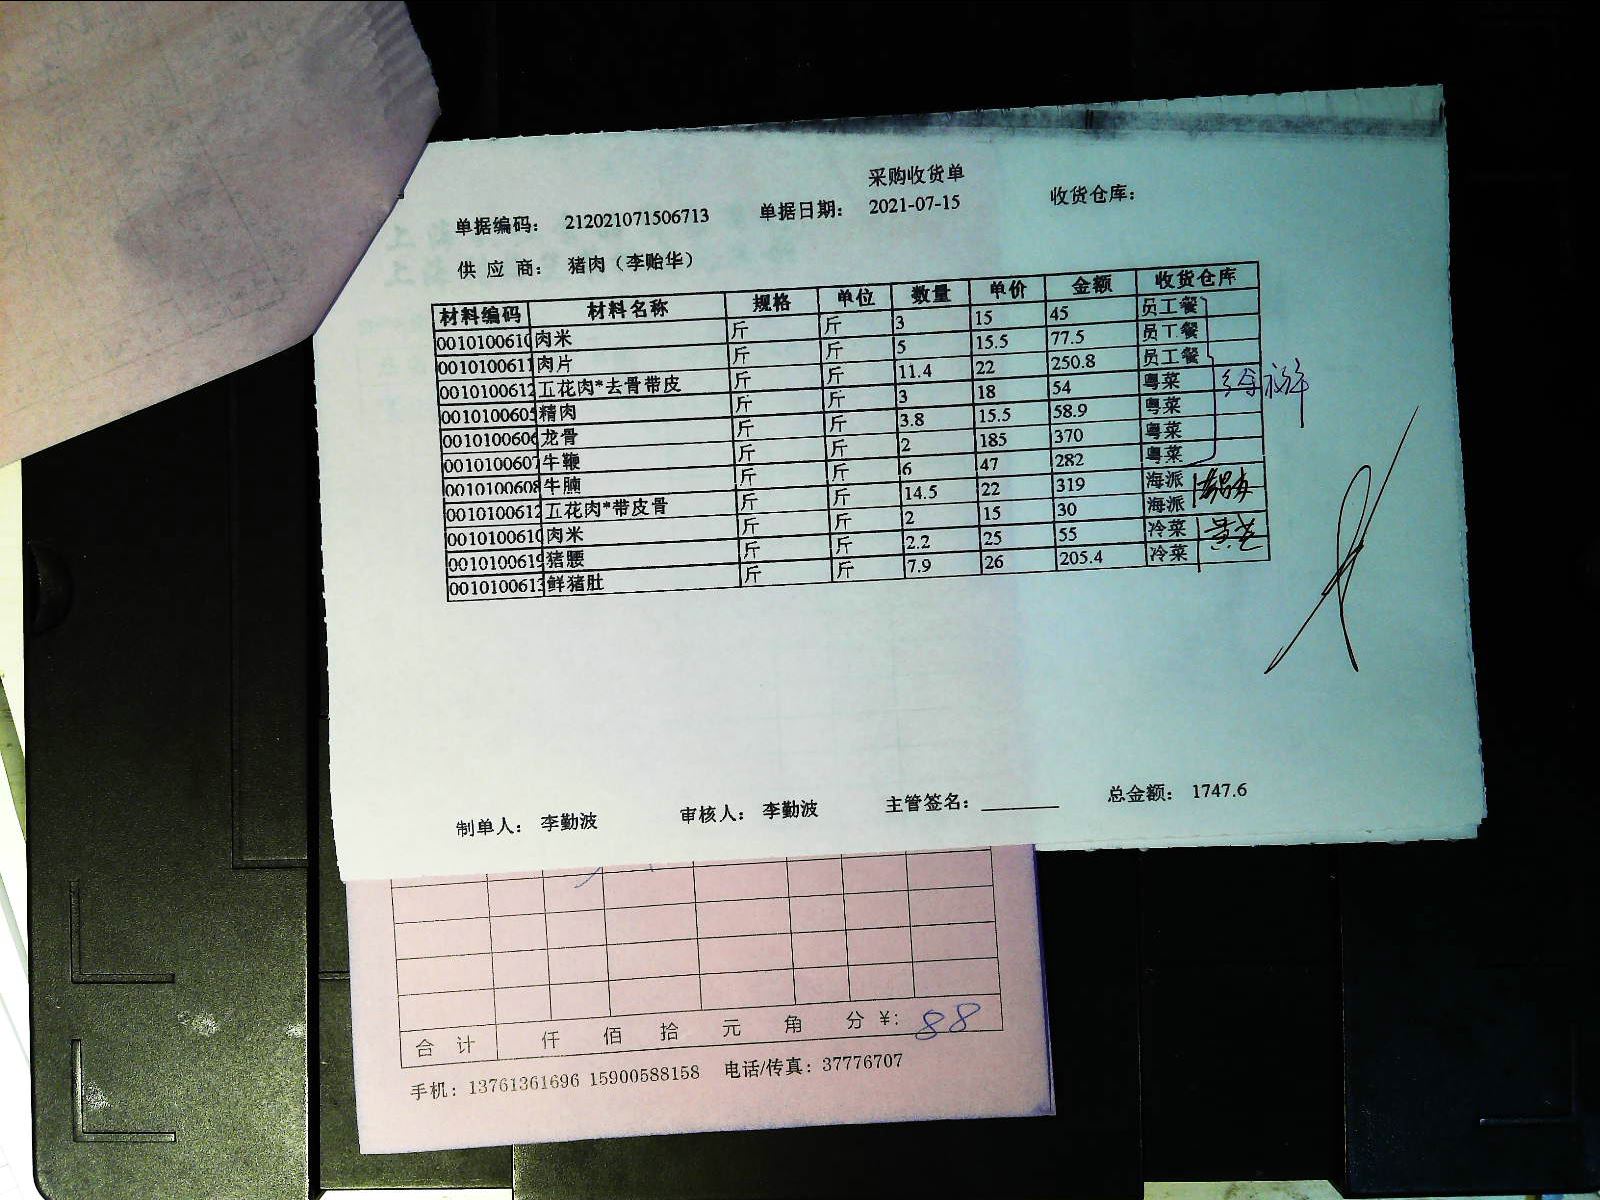 采购收货单
单据编码： 212021071506713 单据日期： 2021-07-15 收货仓库：
供 应 商： 猪肉（李贻华）
材料编码 材料名称 规格 单位 数量 单价 金额 收货仓库
0010100610 肉米 斤 斤 3 15 45 员工餐
0010100611 肉片 斤 斤 5 15.5 77.5 员工餐
0010100612 五花肉*去骨带皮 斤 斤 11.4 22 250.8 员工餐
0010100605 精肉 斤 斤 3 18 54 粤菜
0010100606 龙骨 斤 斤 3.8 15.5 58.9 粤菜
0010100607 牛鞭 斤 斤 2 185 370 粤菜
0010100608 牛腩 斤 斤 6 47 282 粤菜
0010100612 五花肉*带皮骨 斤 斤 14.5 22 319 海派
0010100610 肉米 斤 斤 2 15 30 海派
0010100619 猪腰 斤 斤 2.2 25 55 冷菜
0010100613 鲜猪肚 斤 斤 7.9 26 205.4 冷菜
制单人： 李勤波 审核人： 李勤波 主管签名： 总金额： 1747.6
合 计 仟 佰 拾 元 角 分 ¥: 88
手机：13761361696 15900588158 电话/传真：37776707